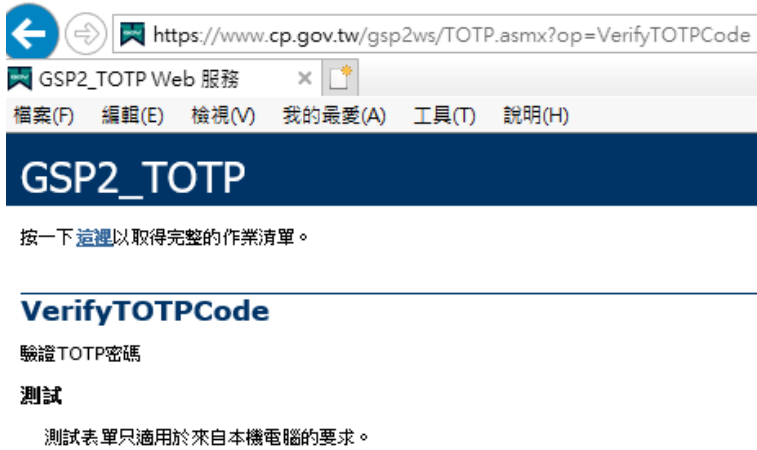 https://www.cp.gov.tw/gsp2ws/TOTP.asmx?op=VerifyTOTPCode
GSP2_TOTP Web 服務
檔案(F) 編輯(E) 檢視(V) 我的最愛(A) 工具(T) 說明(H)
GSP2_TOTP
按一下這裡以取得完整的作業清單。
VerifyTOTPCode
驗證TOTP密碼
測試
測試表單只適用於來自本機電腦的要求。